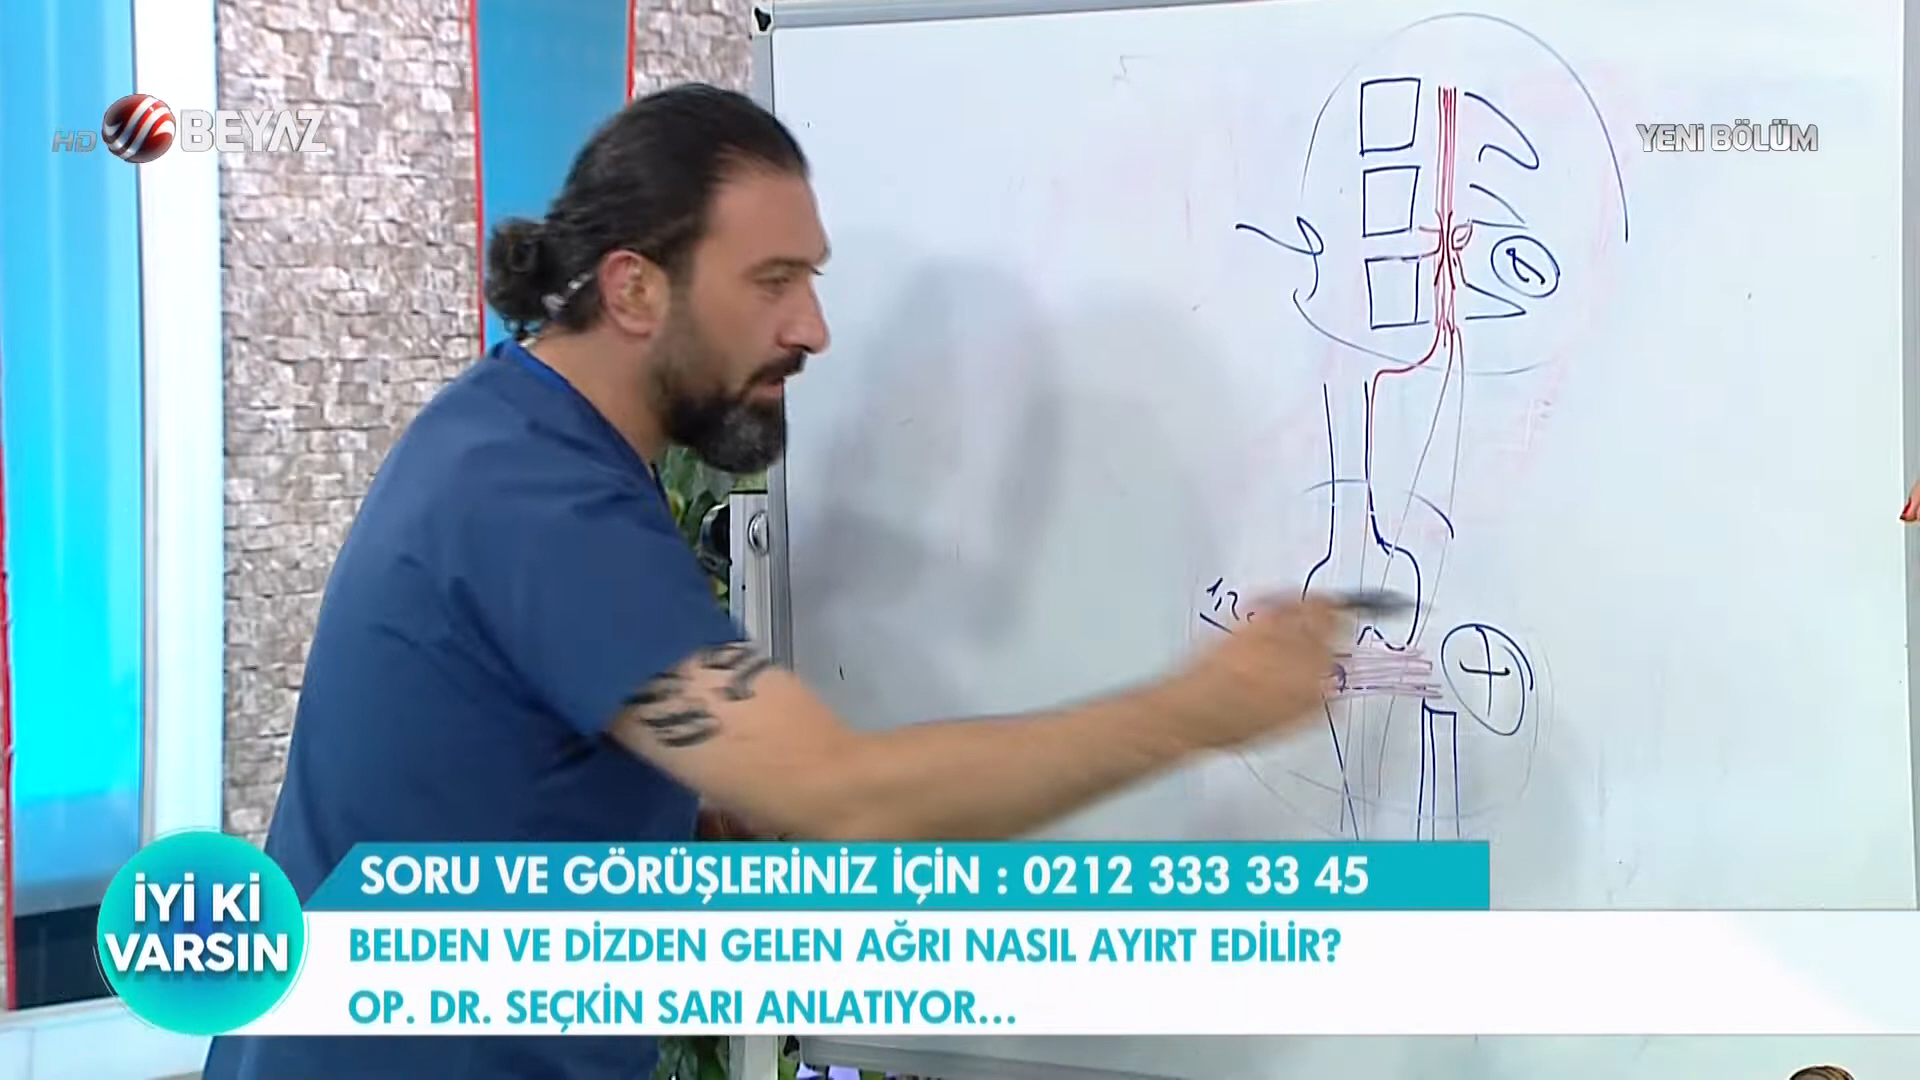 HD BEYAZ
YENİ BÖLÜM
SORU VE GÖRÜŞLERİNİZ İÇİN : 0212 333 33 45
İYİ Kİ
VARSIN
BELDEN VE DİZDEN GELEN AĞRI NASIL AYIRT EDİLİR?
OP. DR. SEÇKİN SARI ANLATIYOR...